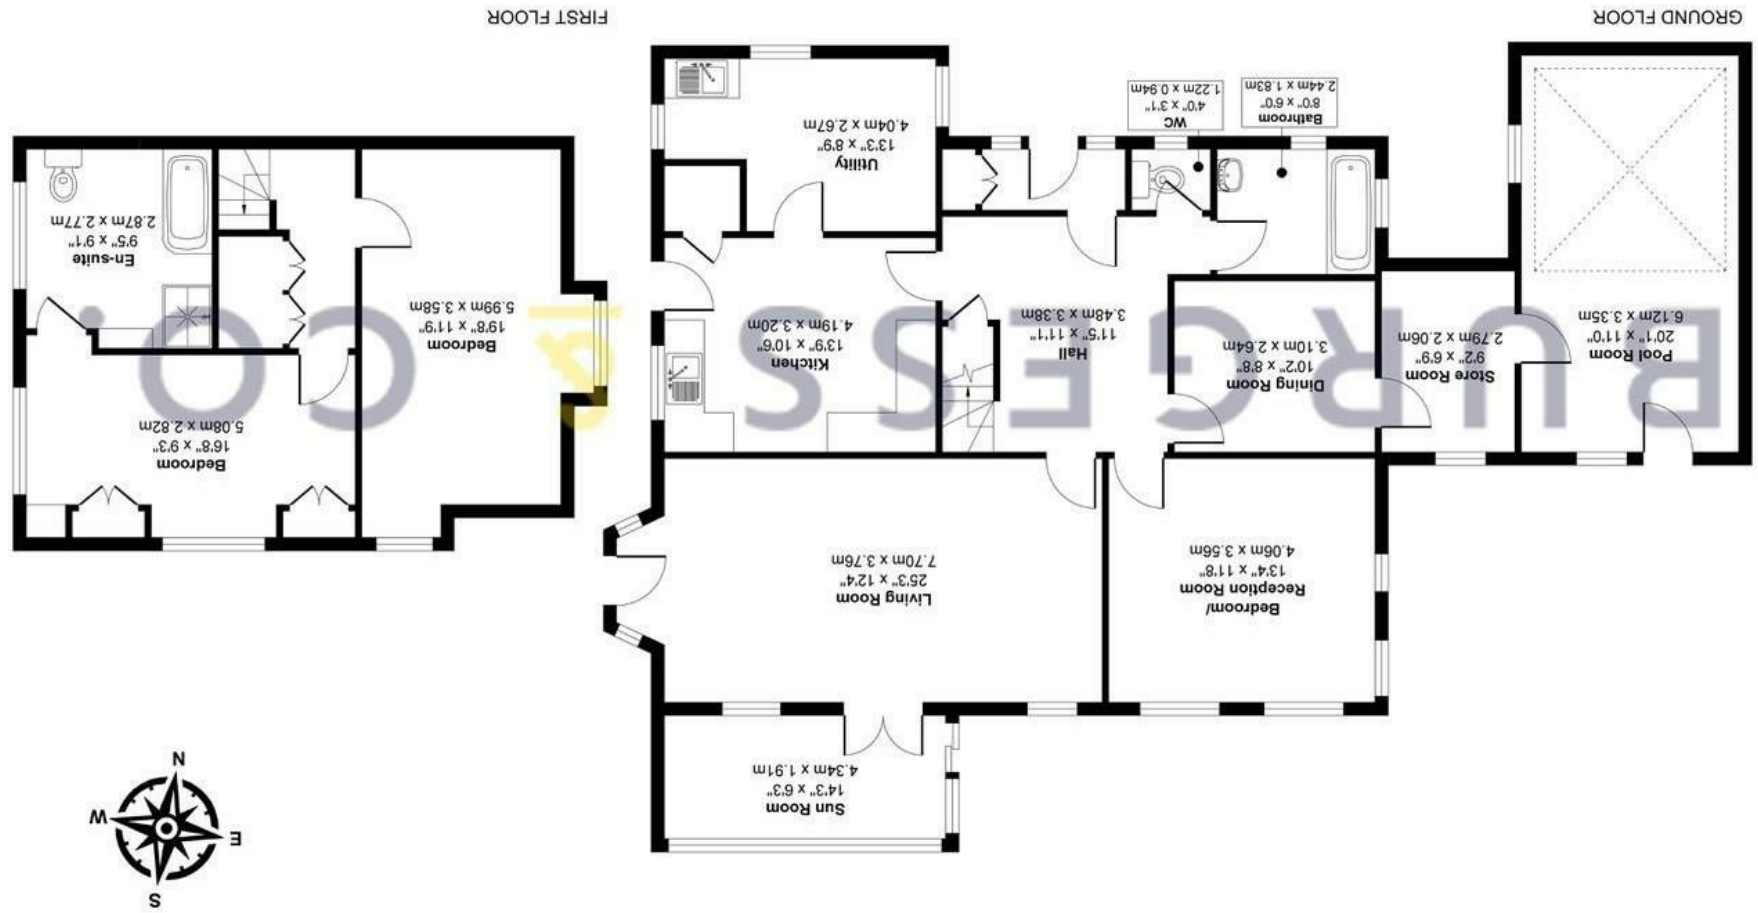 S
E
W
N
Sun Room
14'3" x 6'3"
4.34m x 1.91m
Bedroom/
Reception Room
13'4" x 11'8"
4.06m x 3.56m
Living Room
25'3" x 12'4"
7.70m x 3.76m
BURGESS & CO.
Pool Room
20'1" x 11'0"
6.12m x 3.35m
Store Room
9'2" x 6'9"
2.79m x 2.06m
Dining Room
10'2" x 8'8"
3.10m x 2.64m
Hall
11'5" x 11'1"
3.48m x 3.38m
Kitchen
13'9" x 10'6"
4.19m x 3.20m
Bedroom
19'8" x 11'9"
5.99m x 3.58m
Bedroom
16'8" x 9'3"
5.08m x 2.82m
En-suite
9'5" x 9'1"
2.87m x 2.77m
Utility
13'3" x 8'9"
4.04m x 2.67m
Bathroom
8'0" x 6'0"
2.44m x 1.83m
WC
4'0" x 3'1"
1.22m x 0.94m
GROUND FLOOR
FIRST FLOOR